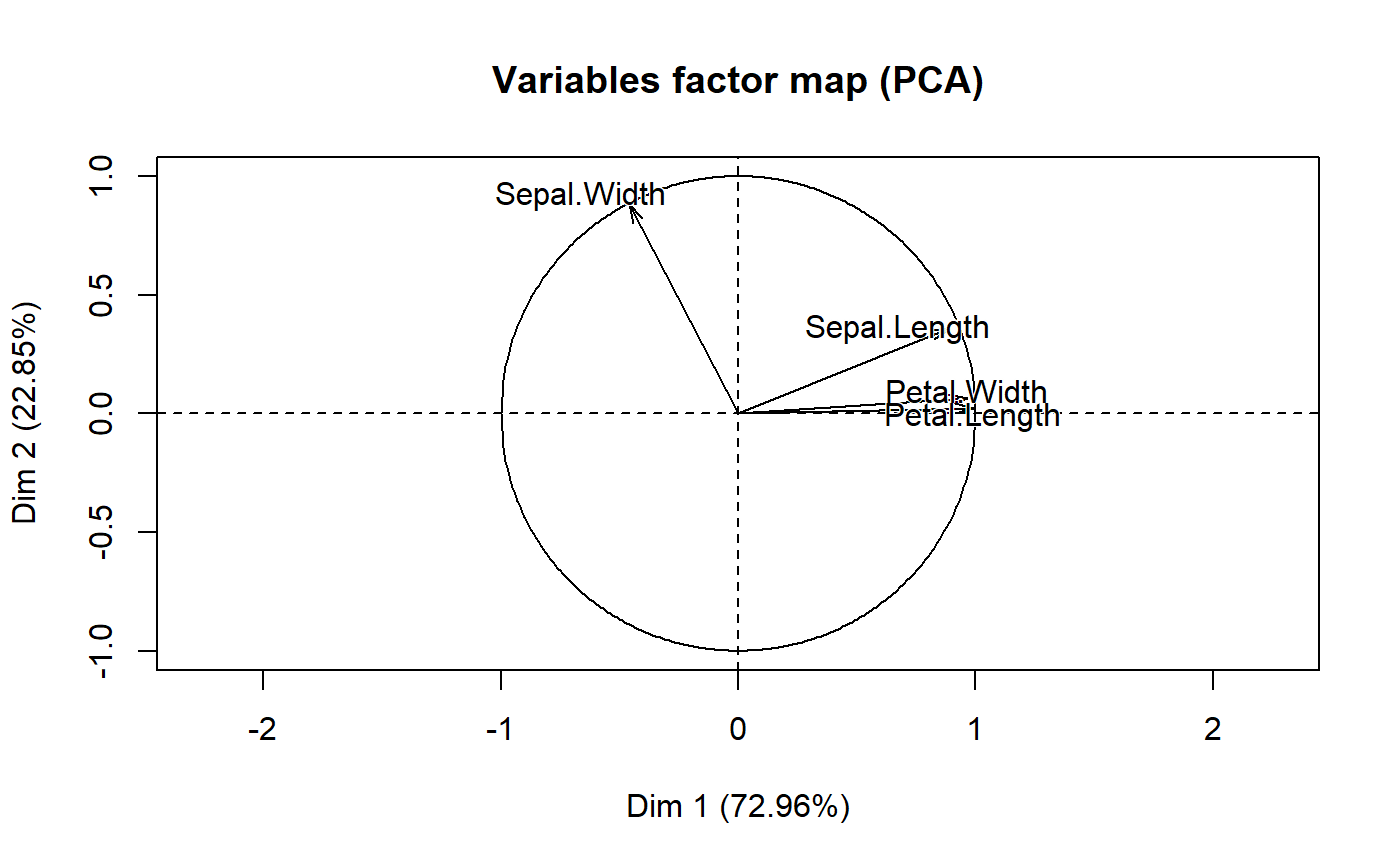 Variables factor map (PCA)
1.0
0.5
0.0
-0.5
-1.0
Dim 2 (22.85%)
Sepal.Width
Sepal.Length
Petal.Width
Petal.Length
-2
-1
0
1
2
Dim 1 (72.96%)